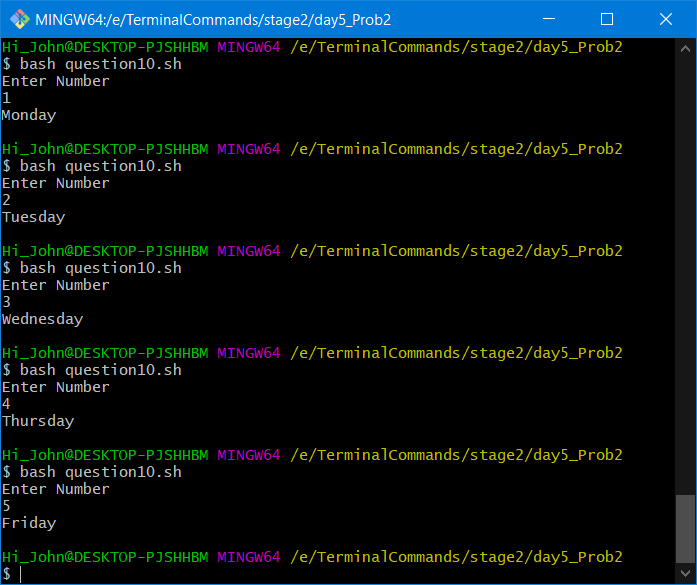 MINGW64:/e/TerminalCommands/stage2/day5_Prob2
Hi_John@DESKTOP-PJSHHBM MINGW64 /e/TerminalCommands/stage2/day5_Prob2
$ bash question10.sh
Enter Number
1
Monday
Hi_John@DESKTOP-PJSHHBM MINGW64 /e/TerminalCommands/stage2/day5_Prob2
$ bash question10.sh
Enter Number
2
Tuesday
Hi_John@DESKTOP-PJSHHBM MINGW64 /e/TerminalCommands/stage2/day5_Prob2
$ bash question10.sh
Enter Number
3
Wednesday
Hi_John@DESKTOP-PJSHHBM MINGW64 /e/TerminalCommands/stage2/day5_Prob2
$ bash question10.sh
Enter Number
4
Thursday
Hi_John@DESKTOP-PJSHHBM MINGW64 /e/TerminalCommands/stage2/day5_Prob2
$ bash question10.sh
Enter Number
5
Friday
Hi_John@DESKTOP-PJSHHBM MINGW64 /e/TerminalCommands/stage2/day5_Prob2
$